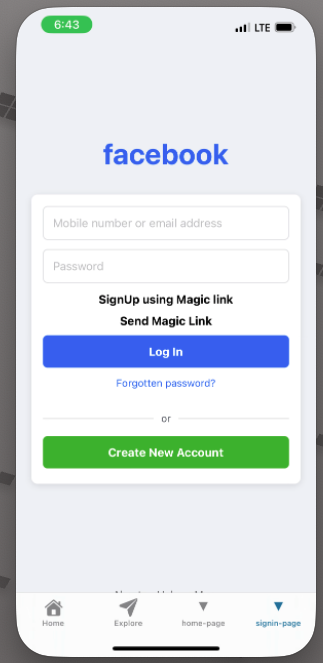 6:43
LTE
facebook
Mobile number or email address
Password
SignUp using Magic link
Send Magic Link
Log In
Forgotten password?
or
Create New Account
Home
Explore
home-page
signin-page